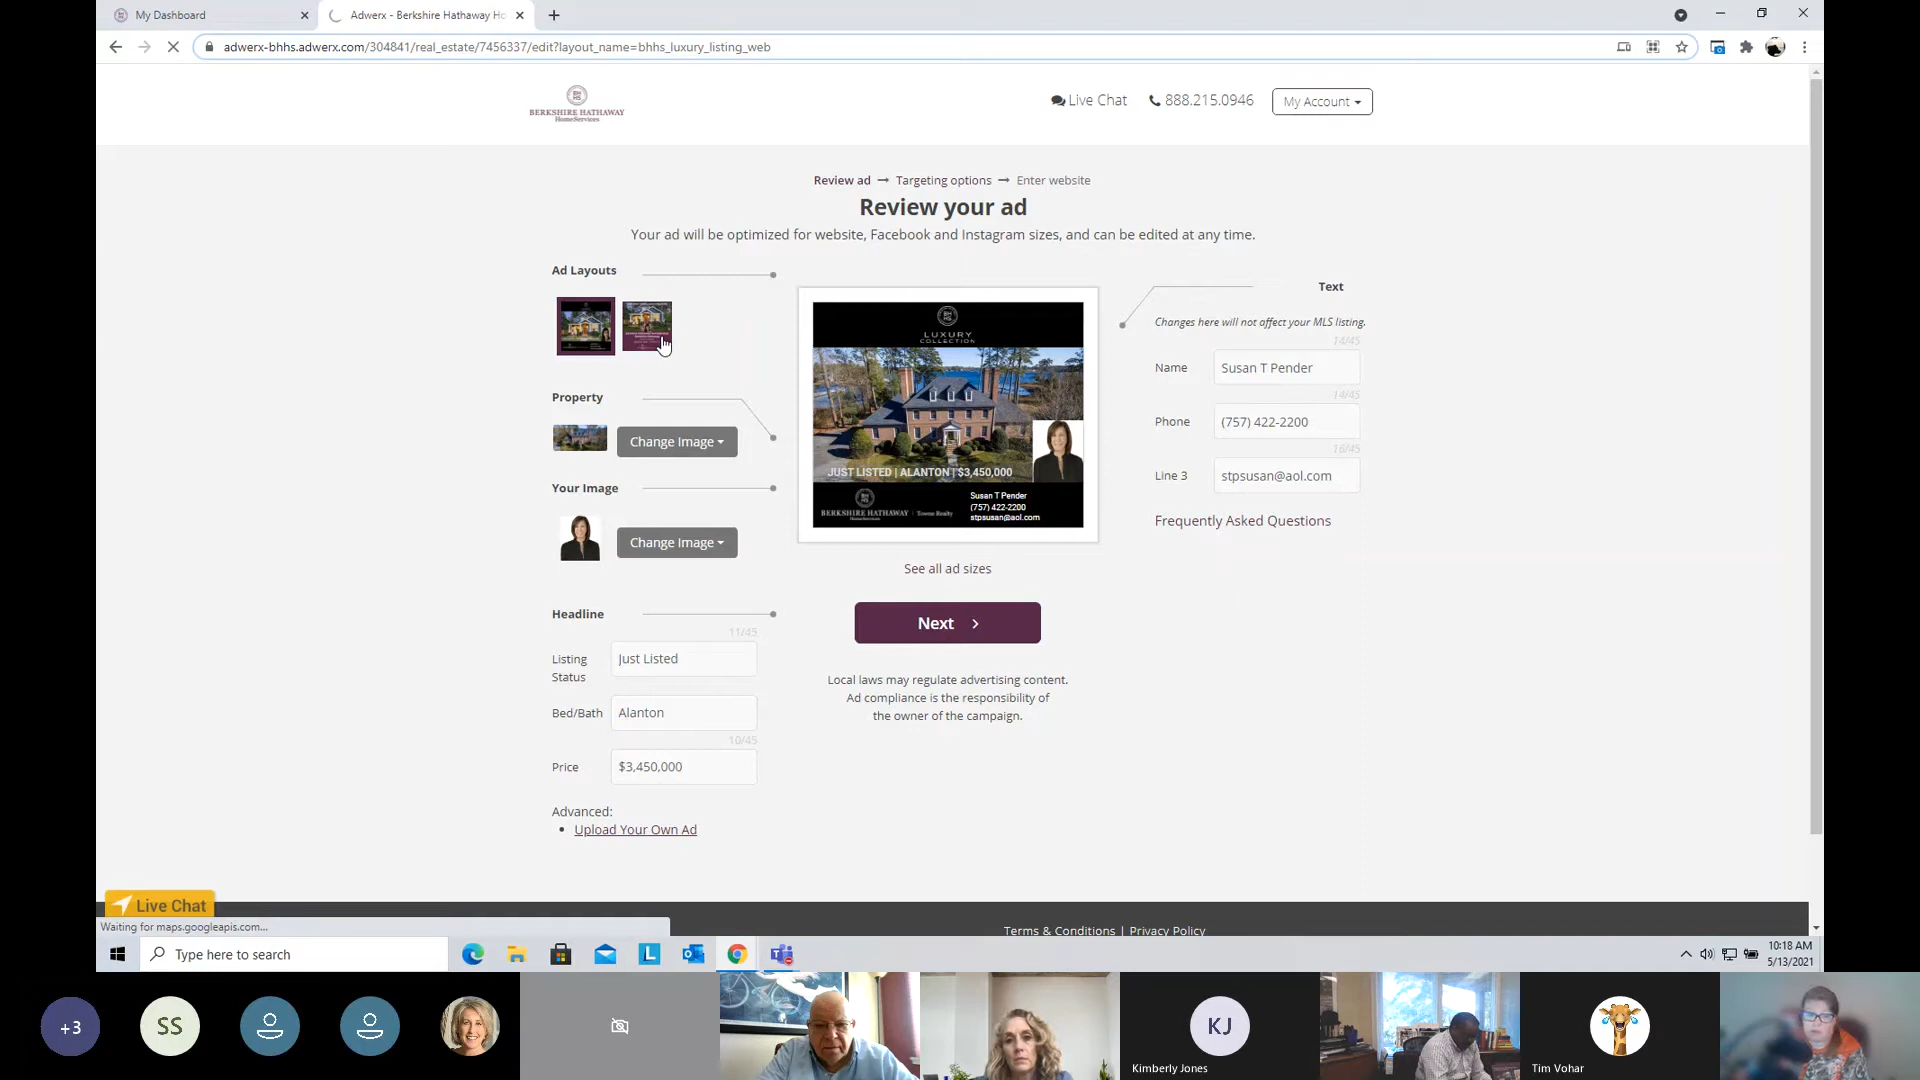 My Dashboard
Adwerx - Berkshire Hathaway Ho
adwerx-bhhs.adwerx.com/304841/real_estate/7456337/edit?layout_name=bhhs_luxury_listing_web
BH
HS
BERKSHIRE HATHAWAY
HomeServices
Live Chat
888.215.0946
My Account
Review ad → Targeting options → Enter website
Review your ad
Your ad will be optimized for website, Facebook and Instagram sizes, and can be edited at any time.
Ad Layouts
Property
Change Image
Your Image
Change Image
Headline
11/45
Listing Status
Just Listed
Bed/Bath
Alanton
10/45
Price
$3,450,000
Advanced:
• Upload Your Own Ad
BH
HS
LUXURY
COLLECTION
JUST LISTED | ALANTON | $3,450,000
BERKSHIRE HATHAWAY
HomeServices
Towne Realty
Susan T Pender
(757) 422-2200
stpsusan@aol.com
See all ad sizes
Next
Local laws may regulate advertising content.
Ad compliance is the responsibility of
the owner of the campaign.
Text
Changes here will not affect your MLS listing.
14/45
Name
Susan T Pender
14/45
Phone
(757) 422-2200
16/45
Line 3
stpsusan@aol.com
Frequently Asked Questions
Live Chat
Waiting for maps.googleapis.com...
Terms & Conditions | Privacy Policy
Type here to search
L
10:18 AM
5/13/2021
+3
SS
KJ
Kimberly Jones
Tim Vohar